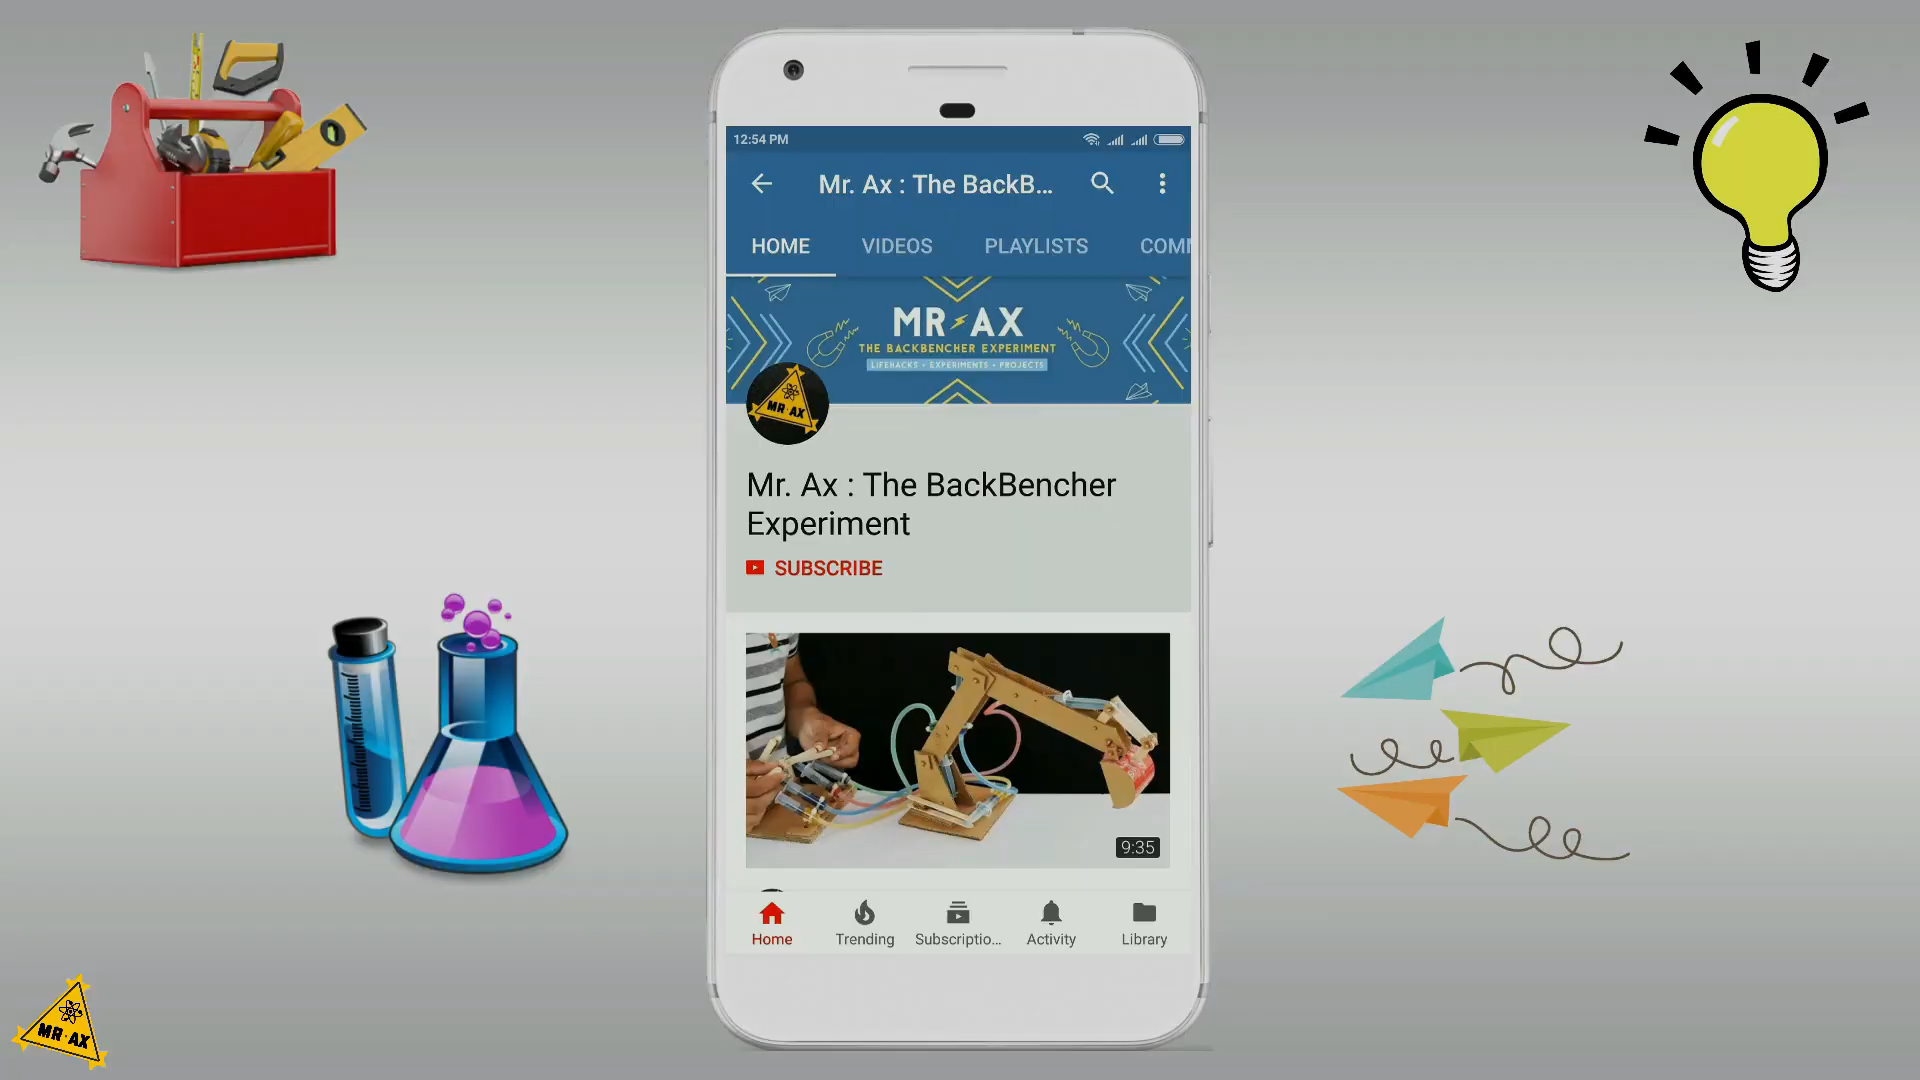 12:54 PM
Mr. Ax : The BackB...
HOME
VIDEOS
PLAYLISTS
COMM
MR AX
THE BACKBENCHER EXPERIMENT
LIFEHACKS • EXPERIMENTS • PROJECTS
MR·AX
Mr. Ax : The BackBencher
Experiment
SUBSCRIBE
9:35
Home
Trending
Subscriptio...
Activity
Library
MR·AX